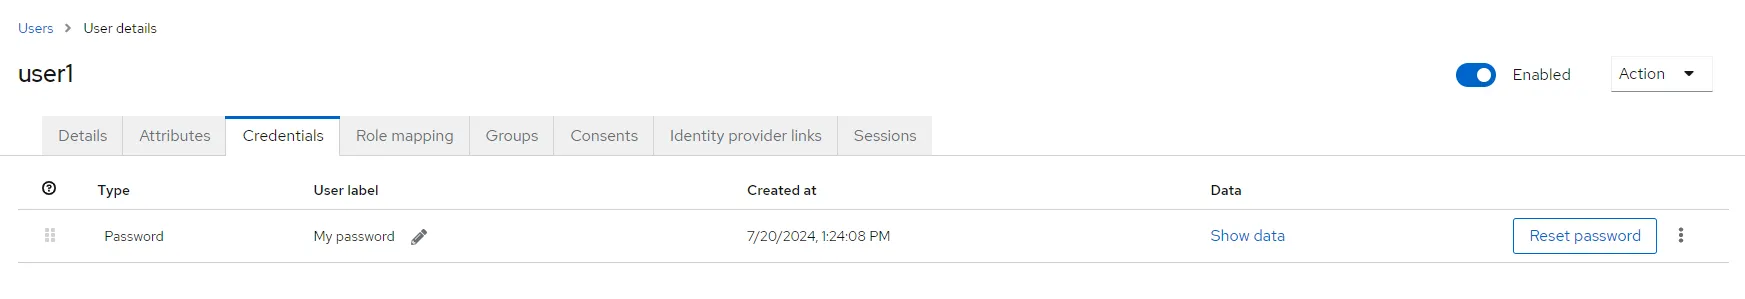 Users > User details
user1
Enabled Action
Details Attributes Credentials Role mapping Groups Consents Identity provider links Sessions
Type User label Created at Data
Password My password 7/20/2024, 1:24:08 PM Show data Reset password